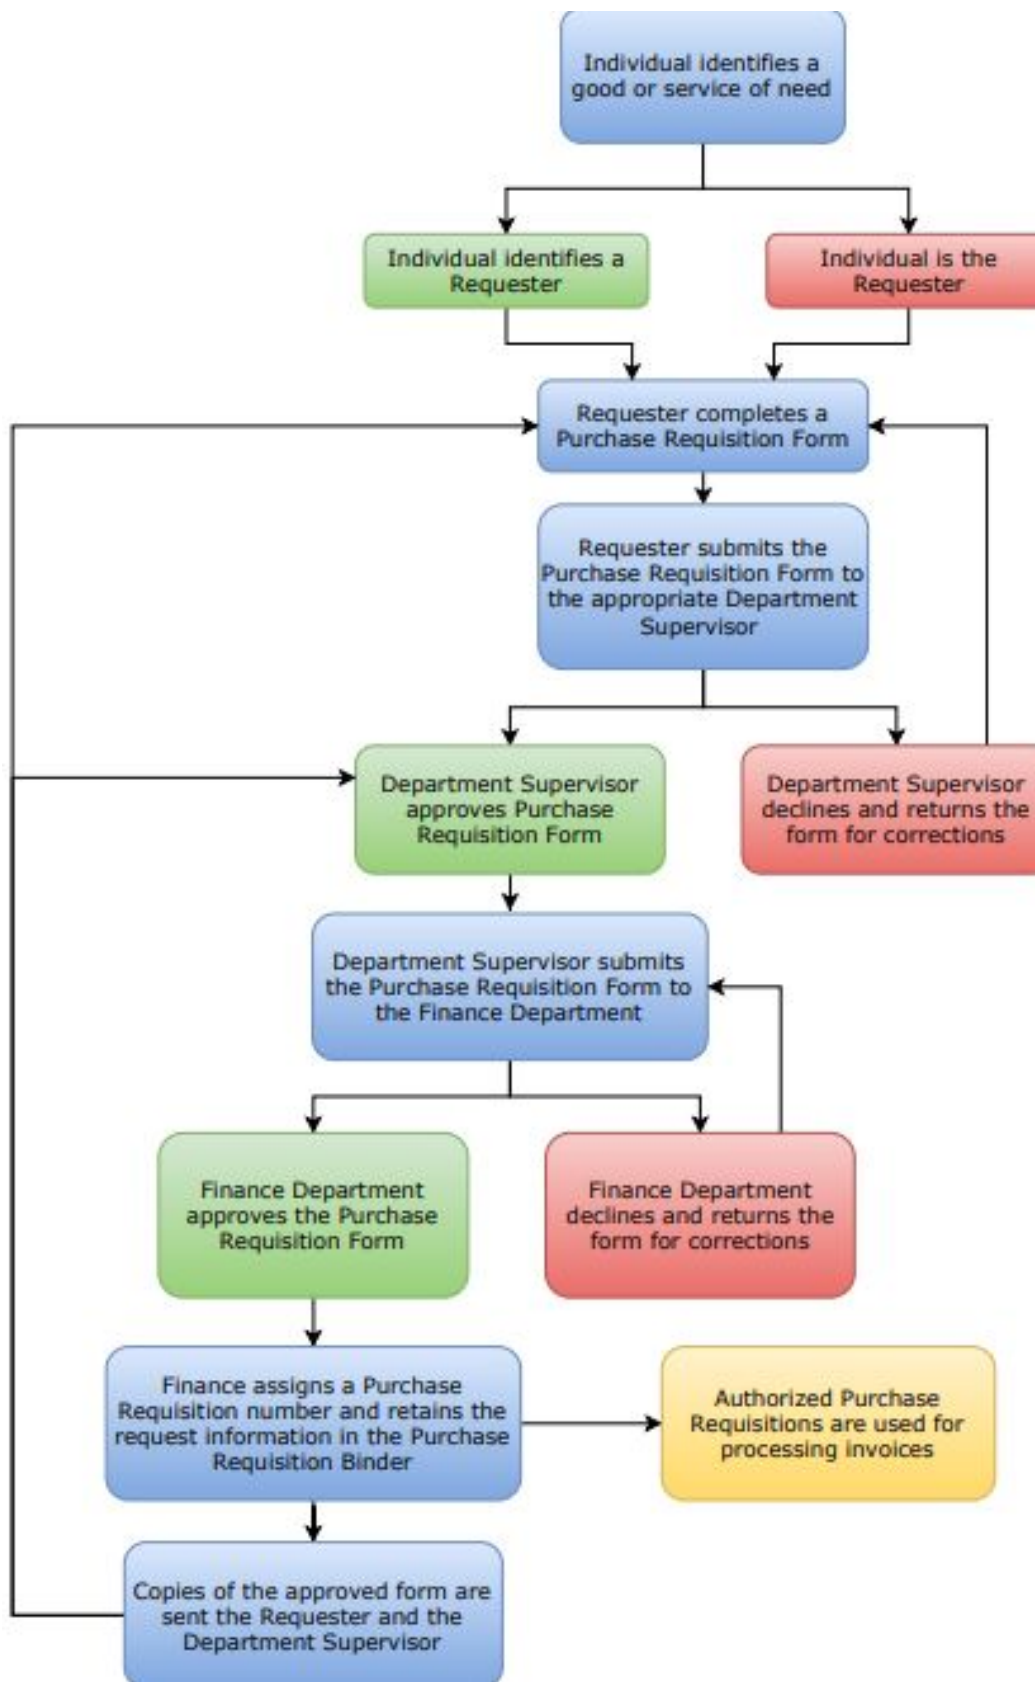 Individual identifies a
good or service of need
Individual identifies a
Requester
Individual is the
Requester
Requester completes a
Purchase Requisition Form
Requester submits the
Purchase Requisition Form to
the appropriate Department
Supervisor
Department Supervisor
approves Purchase
Requisition Form
Department Supervisor
declines and returns the
form for corrections
Department Supervisor submits
the Purchase Requisition Form to
the Finance Department
Finance Department
approves the Purchase
Requisition Form
Finance Department
declines and returns the
form for corrections
Finance assigns a Purchase
Requisition number and retains the
request information in the Purchase
Requisition Binder
Authorized Purchase
Requisitions are used for
processing invoices
Copies of the approved form are
sent the Requester and the
Department Supervisor